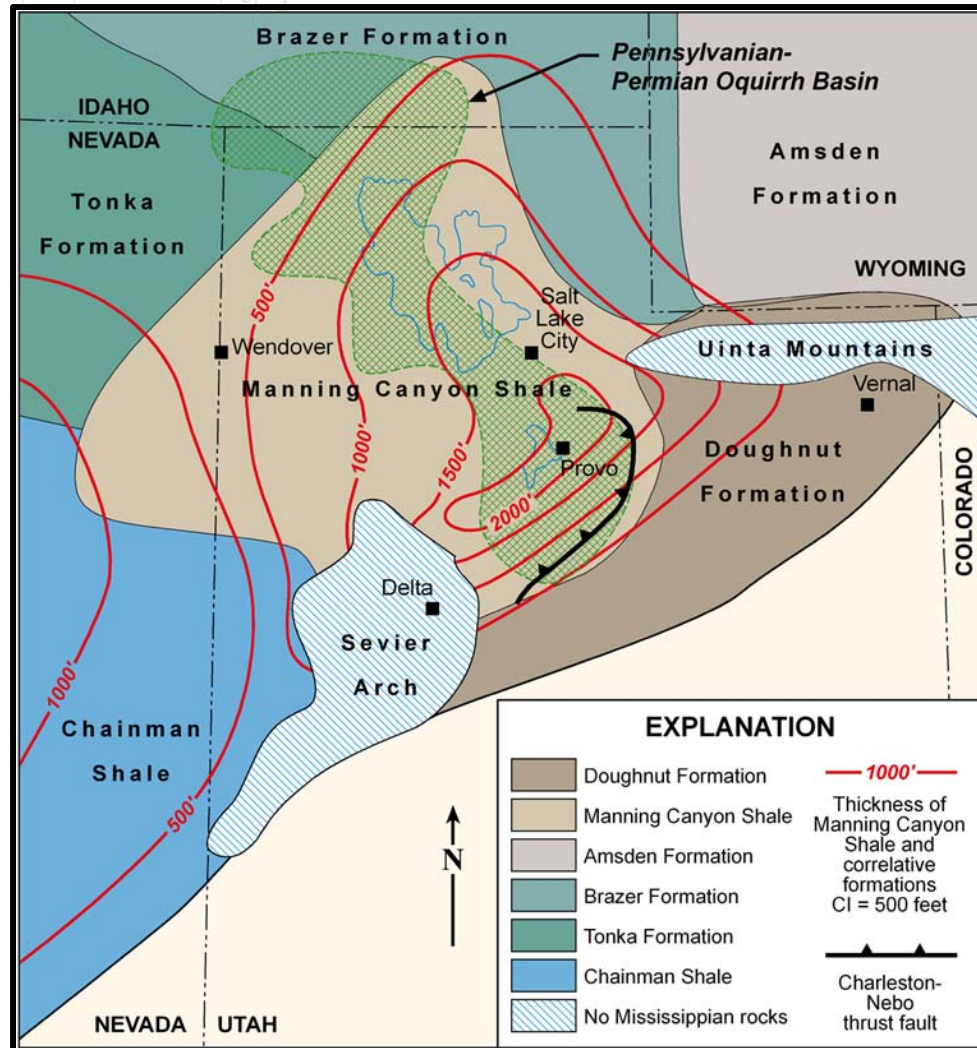 Brazer Formation
Pennsylvanian-
Permian Oquirrh Basin
IDAHO
NEVADA
Amsden
Formation
Tonka
Formation
WYOMING
500'
Salt
Lake
City
Wendover
Uinta Mountains
Manning Canyon Shale
Vernal
1000'
1500'
Doughnut
Formation
Provo
2000'
COLORADO
Delta
Sevier
Arch
1000'
Chainman
Shale
500'
N
NEVADA
UTAH
EXPLANATION
Doughnut Formation
Manning Canyon Shale
Amsden Formation
Brazer Formation
Tonka Formation
Chainman Shale
No Mississippian rocks
1000'
Thickness of
Manning Canyon
Shale and
correlative
formations
CI = 500 feet
Charleston-
Nebo
thrust fault